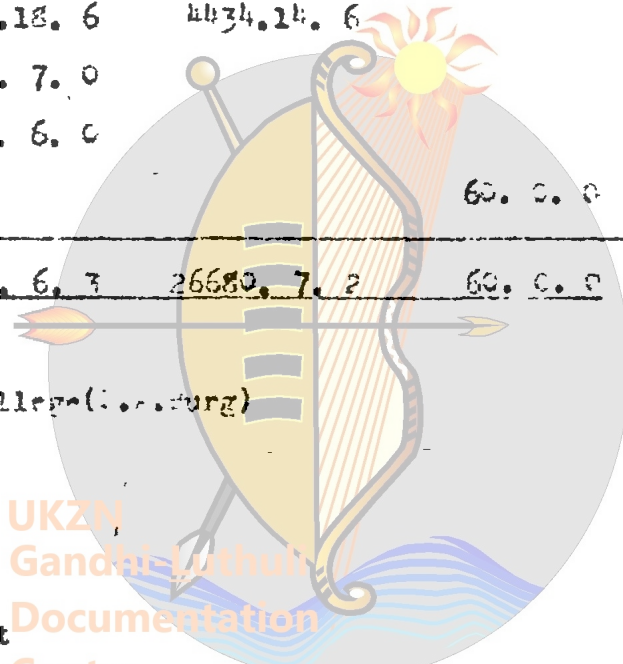 .18. 6 4434.14. 6
. 7. 0
. 6. 0
60. 0. 0
. 6. 3 26680. 7. 2 60. 0. 0
UKZN
Gandhi-Luthuli
Documentation
t